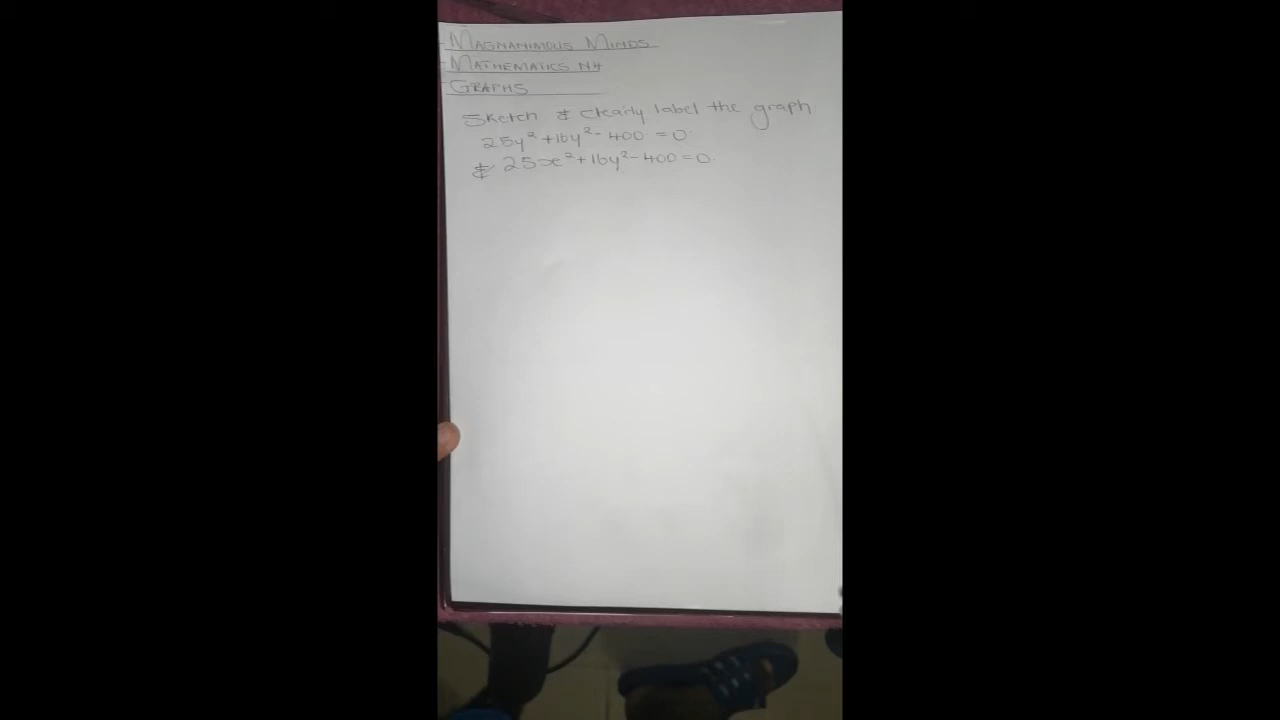 MAGNANIMOUS MINDS
MATHEMATICS N4
GRAPHS
Sketch & clearly label the graph
25y² + 16y² - 400 = 0
& 25x² + 16y² - 400 = 0.